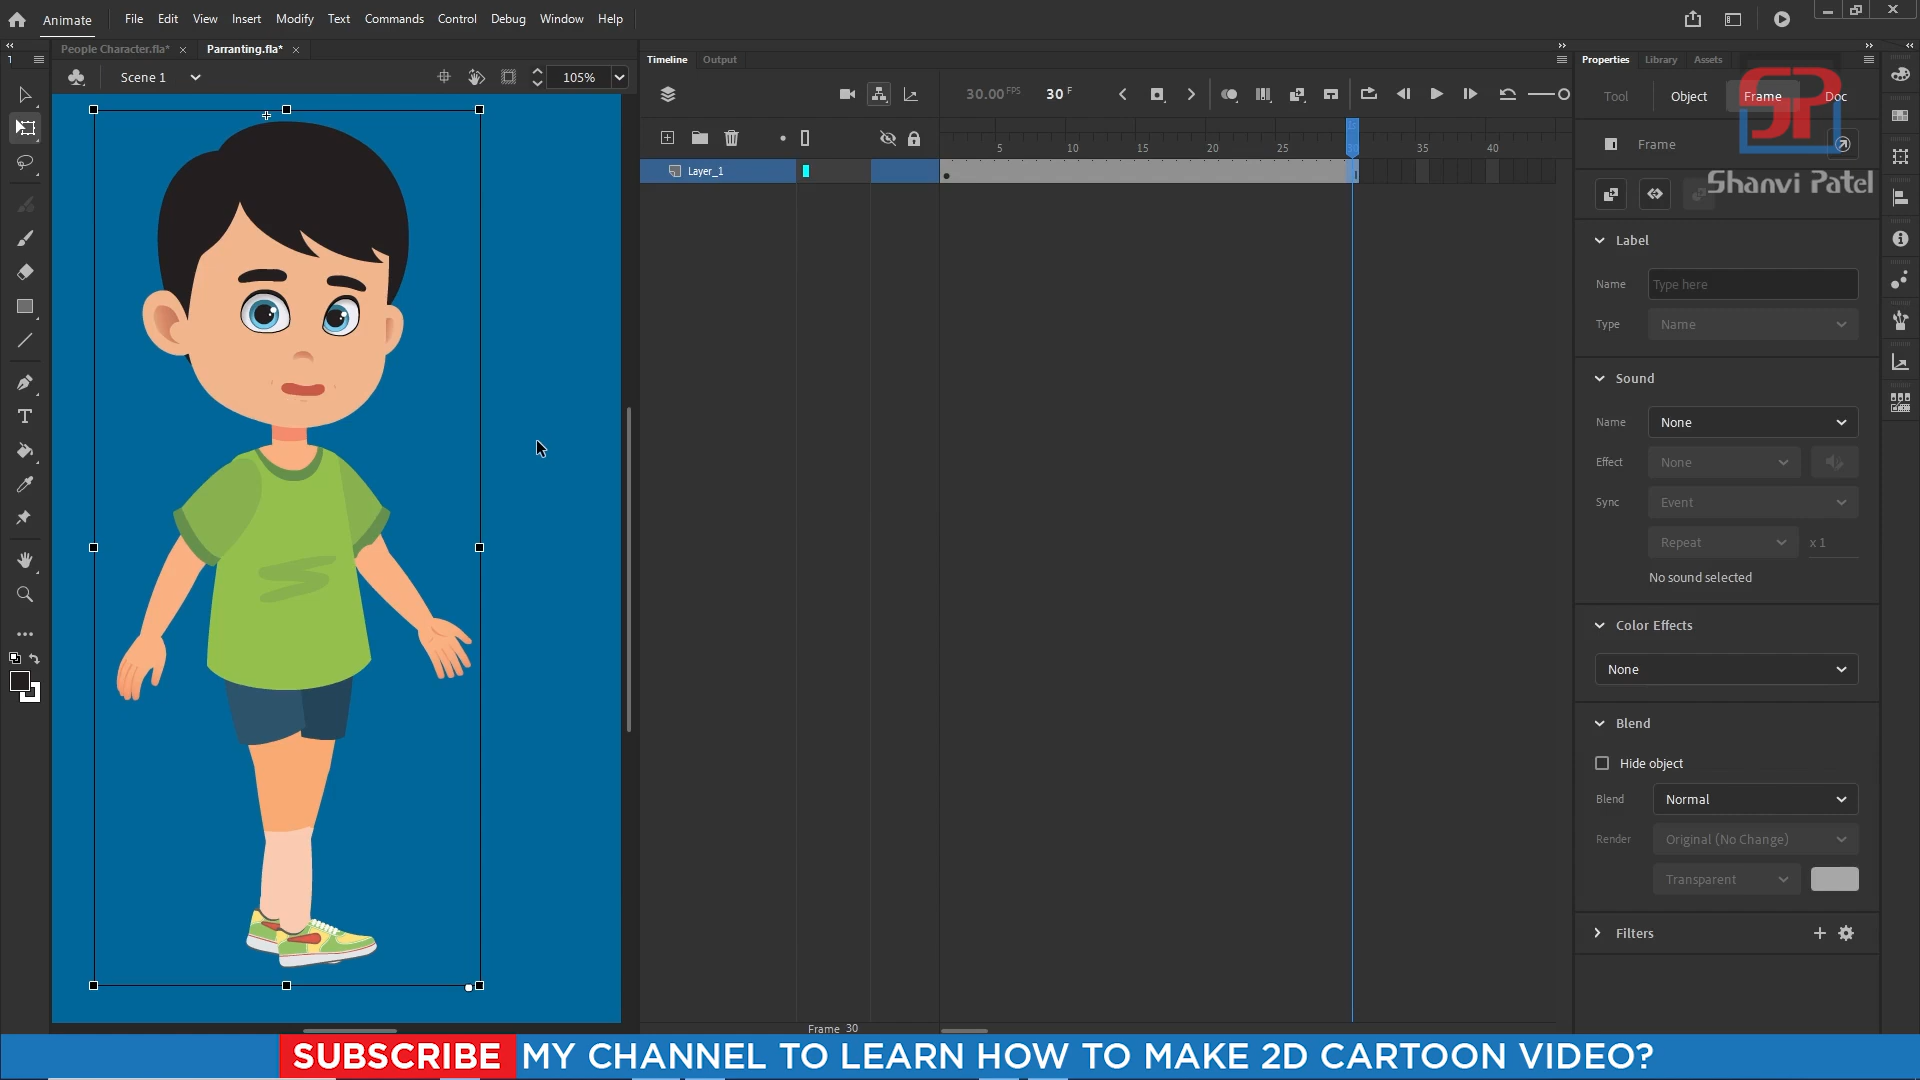 Animate
File Edit View Insert Modify Text Commands Control Debug Window Help
People Character.fla*
Parranting.fla*
Scene 1
105%
Timeline Output
30.00 FPS
30 F
1s
5 10 15 20 25 30 35 40
Layer_1
Properties Library Assets
Tool Object Frame Doc
SP
Frame
Shanvi Patel
Label
Name Type here
Type Name
Sound
Name None
Effect None
Sync Event
Repeat x 1
No sound selected
Color Effects
None
Blend
Hide object
Blend Normal
Render Original (No Change)
Transparent
Filters
Frame 30
SUBSCRIBE MY CHANNEL TO LEARN HOW TO MAKE 2D CARTOON VIDEO?